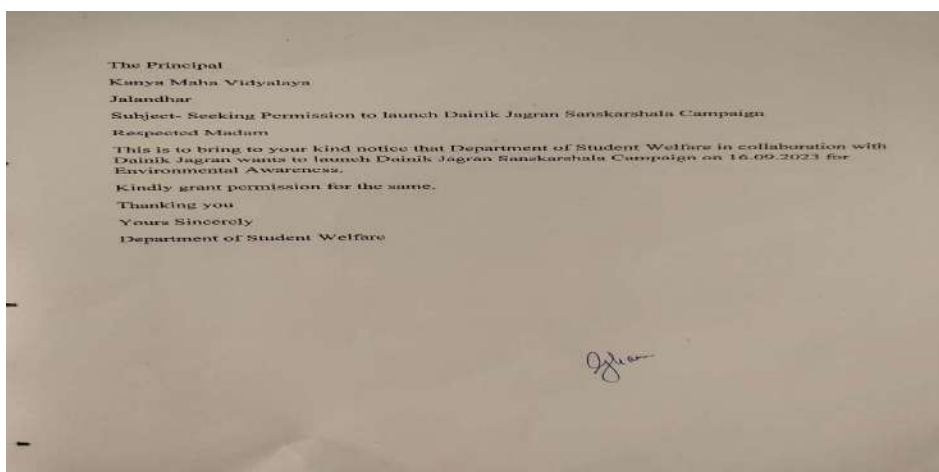 The Principal
Kanya Maha Vidyalaya
Jalandhar
Subject- Seeking Permission to launch Dainik Jagran Sanskarshala Campaign
Respected Madam
This is to bring to your kind notice that Department of Student Welfare in collaboration with
Dainik Jagran wants to launch Dainik Jagran Sanskarshala Campaign on 16.09.2023 for
Environmental Awareness.
Kindly grant permission for the same.
Thanking you
Yours Sincerely
Department of Student Welfare